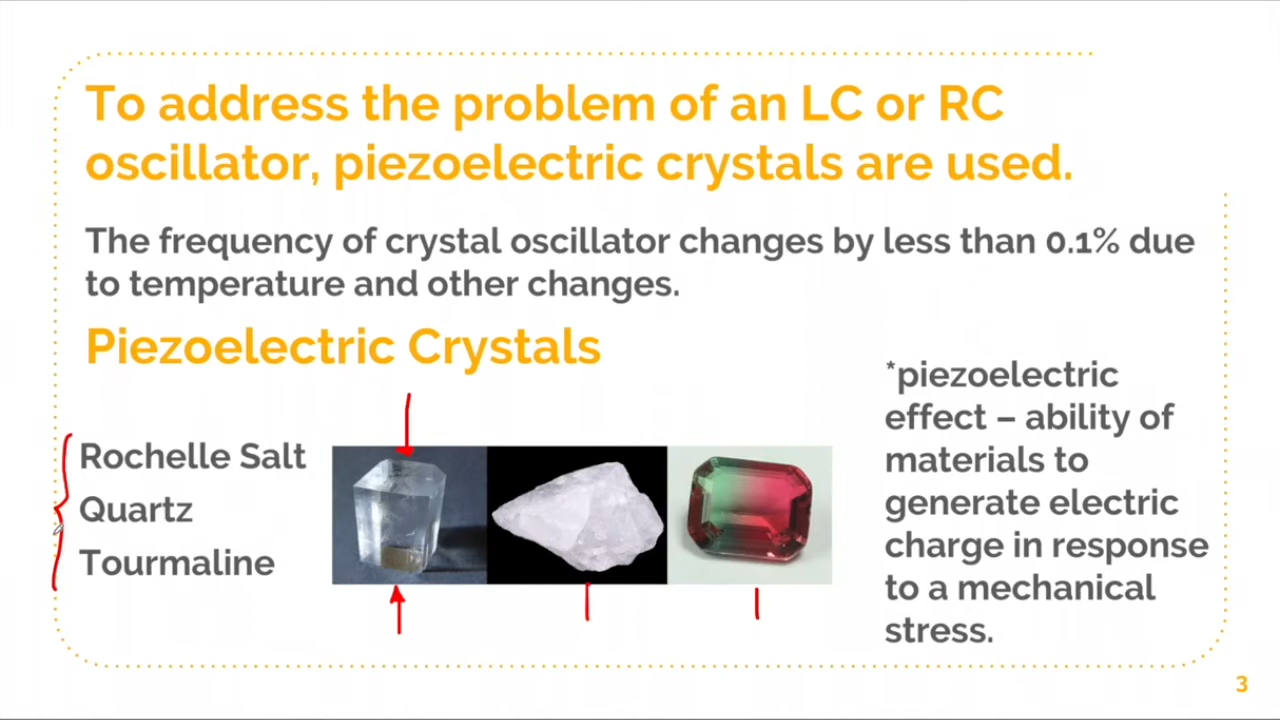 To address the problem of an LC or RC
oscillator, piezoelectric crystals are used.
The frequency of crystal oscillator changes by less than 0.1% due
to temperature and other changes.
Piezoelectric Crystals
Rochelle Salt
Quartz
Tourmaline
*piezoelectric
effect – ability of
materials to
generate electric
charge in response
to a mechanical
stress.
3